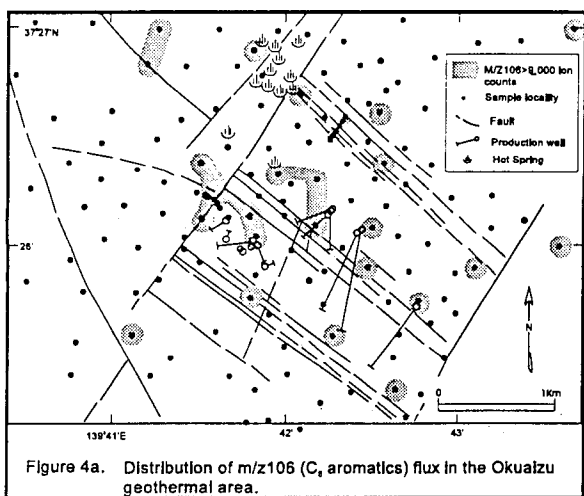 37°27'N
M/Z106>8,000 ion
counts
Sample locality
Fault
Production well
Hot Spring
26'
N
0 1Km
139°41'E 42' 43'
Figure 4a. Distribution of m/z106 (C₈ aromatics) flux in the Okuaizu
geothermal area.